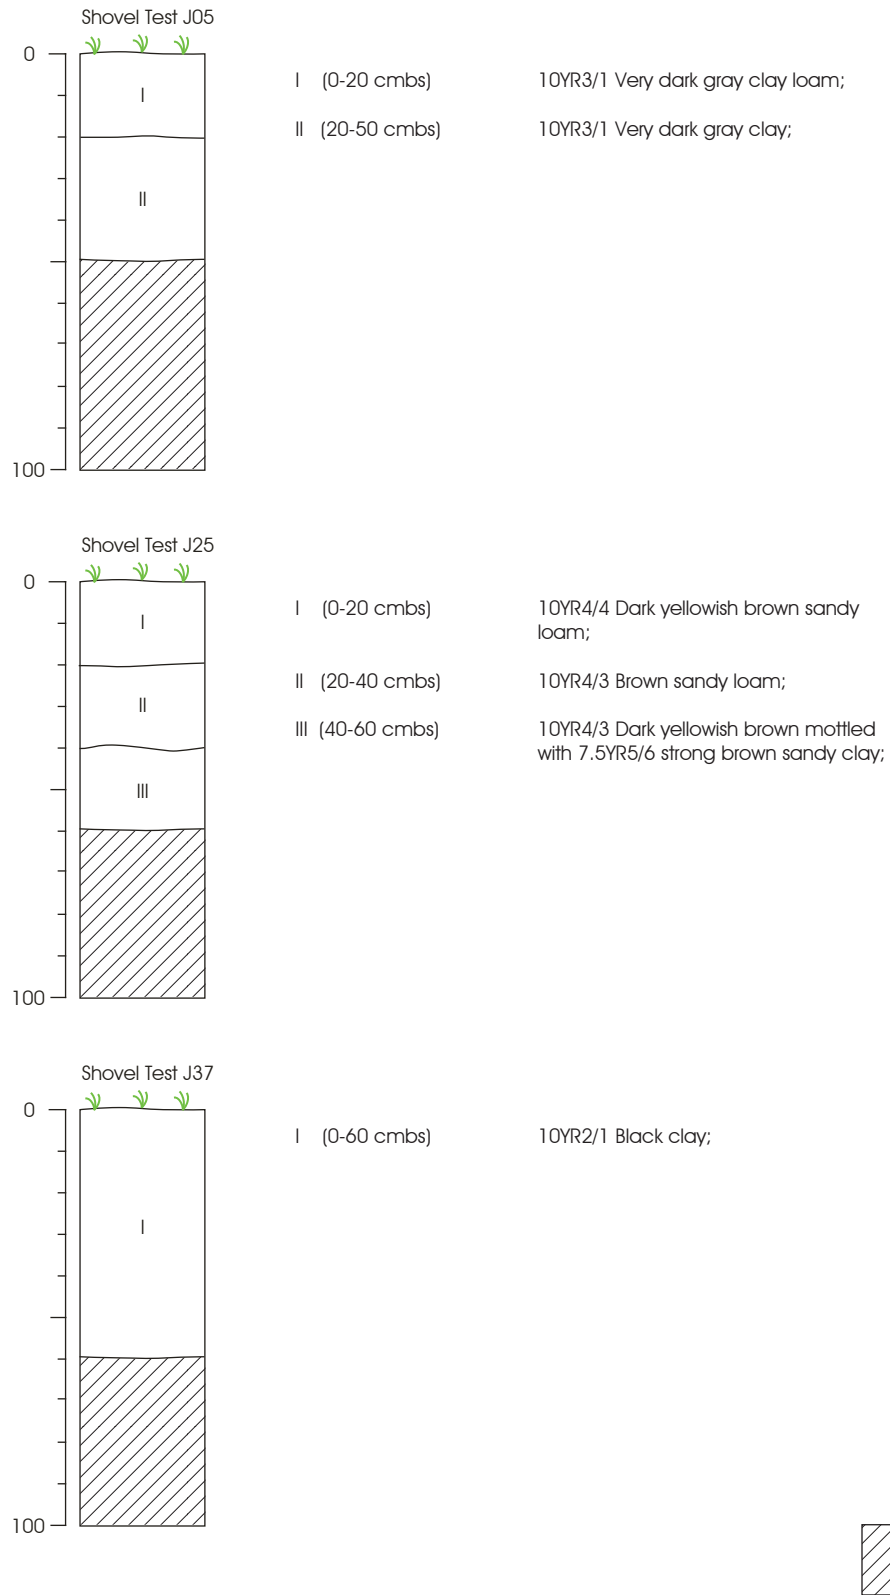 Shovel Test J05
0
I
I (0-20 cmbs) 10YR3/1 Very dark gray clay loam;
II (20-50 cmbs) 10YR3/1 Very dark gray clay;
II
100
Shovel Test J25
0
I
I (0-20 cmbs) 10YR4/4 Dark yellowish brown sandy
loam;
II
II (20-40 cmbs) 10YR4/3 Brown sandy loam;
III (40-60 cmbs) 10YR4/3 Dark yellowish brown mottled
with 7.5YR5/6 strong brown sandy clay;
III
100
Shovel Test J37
0
I (0-60 cmbs) 10YR2/1 Black clay;
I
100